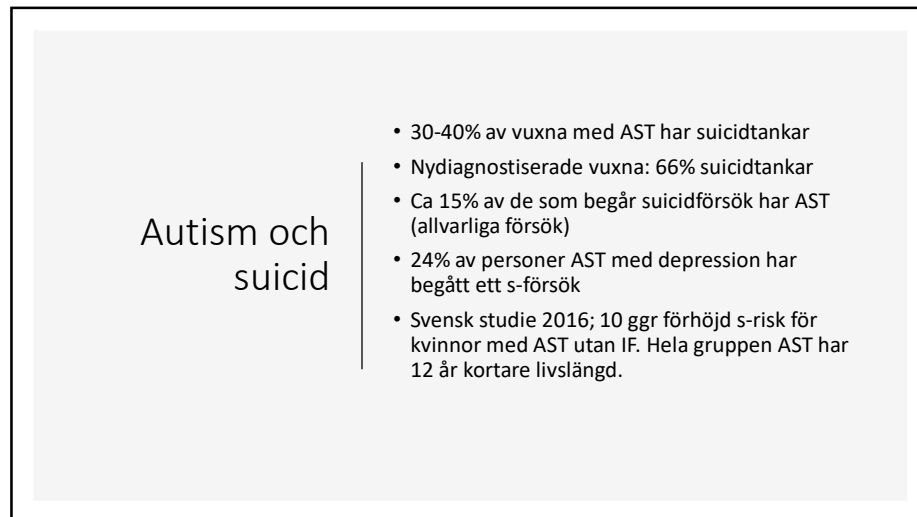 Autism och
suicid
• 30-40% av vuxna med AST har suicidtankar
• Nydiagnostiserade vuxna: 66% suicidtankar
• Ca 15% av de som begår suicidförsök har AST
(allvarliga försök)
• 24% av personer AST med depression har
begått ett s-försök
• Svensk studie 2016; 10 ggr förhöjd s-risk för
kvinnor med AST utan IF. Hela gruppen AST har
12 år kortare livslängd.